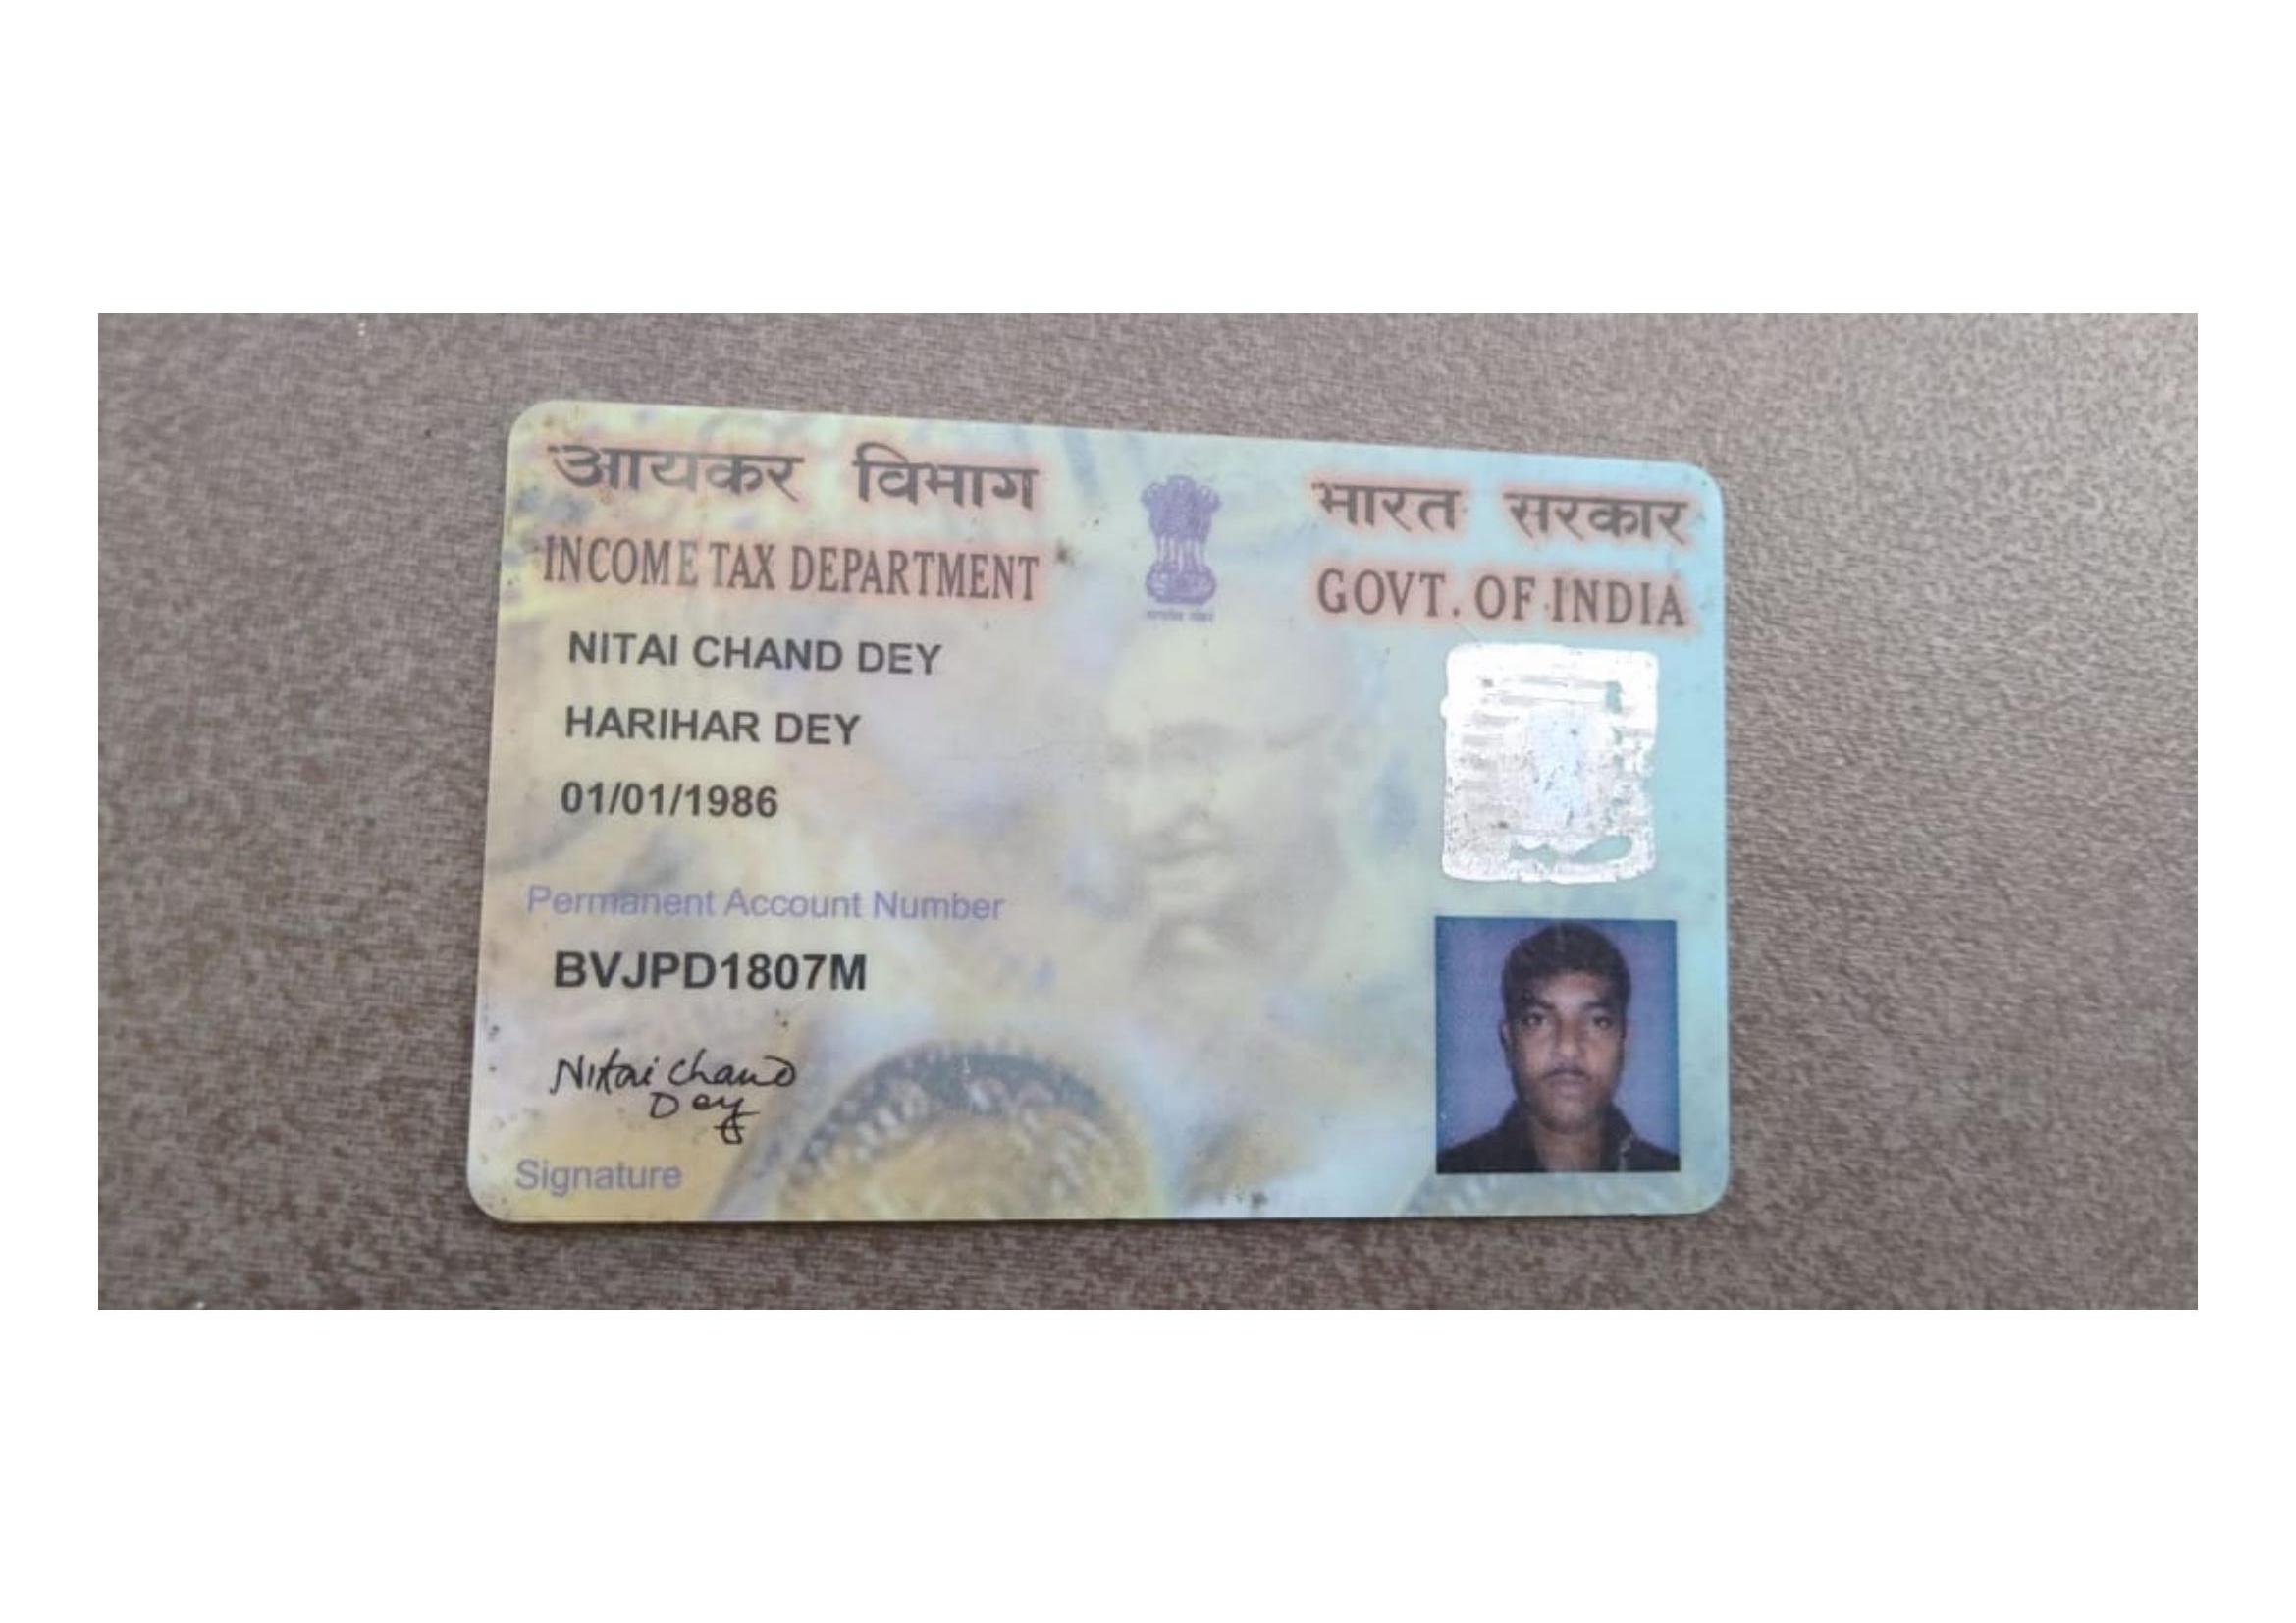 आयकर विभाग
INCOME TAX DEPARTMENT
भारत सरकार
GOVT. OF INDIA
NITAI CHAND DEY
HARIHAR DEY
01/01/1986
Permanent Account Number
BVJPD1807M
Nitai Chand
Dey
Signature